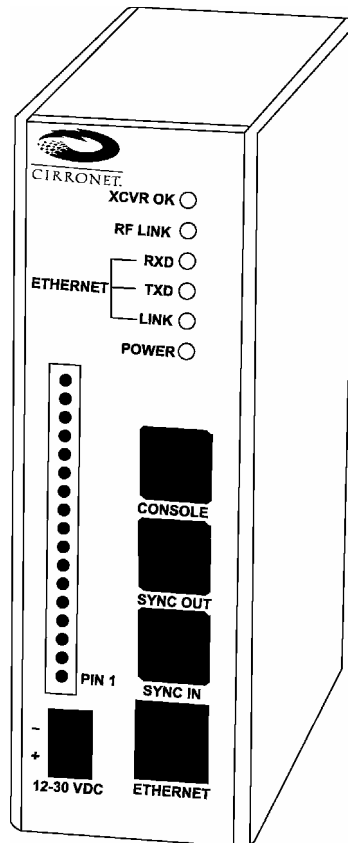 CIRRONET.
XCVR OK
RF LINK
RXD
ETHERNET
TXD
LINK
POWER
CONSOLE
SYNC OUT
PIN 1
SYNC IN
−
+
12-30 VDC
ETHERNET